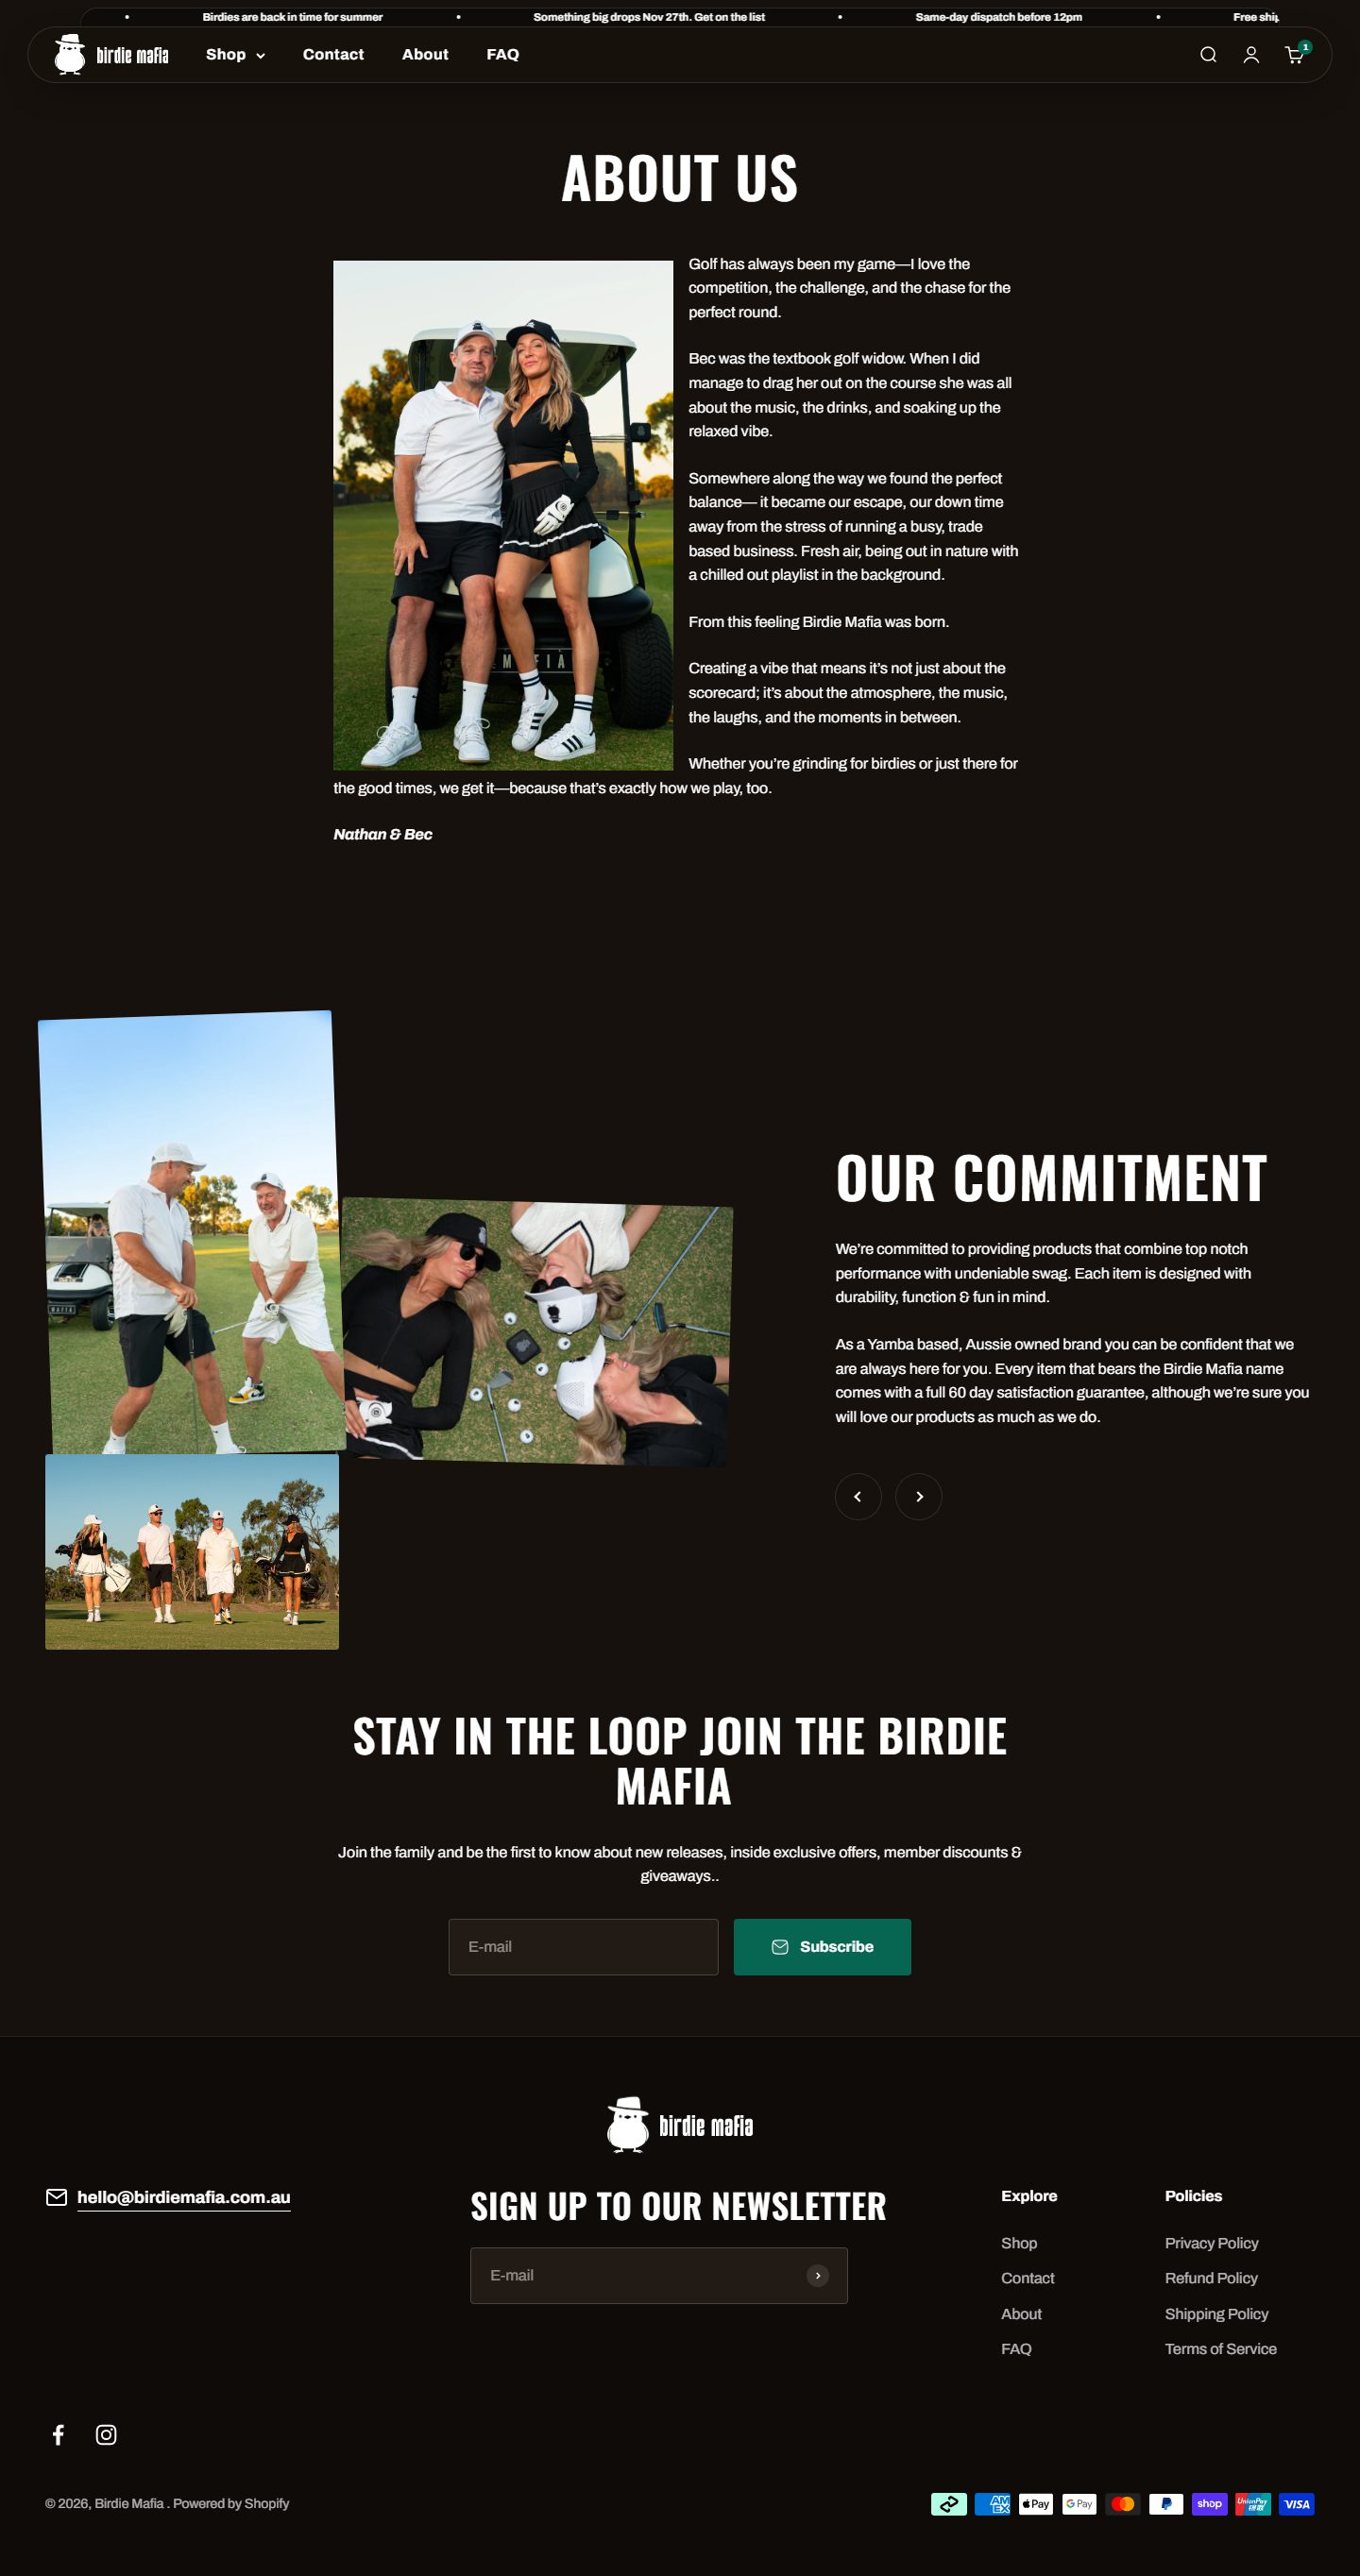 Birdies are back in time for summer
Something big drops Nov 27th. Get on the list
Same-day dispatch before 12pm
Free
birdie mafia
Shop
Contact
About
FAQ
1
ABOUT US
Golf has always been my game—I love the
competition, the challenge, and the chase for the
perfect round.
Bec was the textbook golf widow. When I did
manage to drag her out on the course she was all
about the music, the drinks, and soaking up the
relaxed vibe.
Somewhere along the way we found the perfect
balance— it became our escape, our down time
away from the stress of running a busy, trade
based business. Fresh air, being out in nature with
a chilled out playlist in the background.
From this feeling Birdie Mafia was born.
Creating a vibe that means it’s not just about the
scorecard; it’s about the atmosphere, the music,
the laughs, and the moments in between.
Whether you’re grinding for birdies or just there for
the good times, we get it—because that’s exactly how we play, too.
Nathan & Bec
MAFIA
MAFIA
OUR COMMITMENT
We’re committed to providing products that combine top notch
performance with undeniable swag. Each item is designed with
durability, function & fun in mind.
As a Yamba based, Aussie owned brand you can be confident that we
are always here for you. Every item that bears the Birdie Mafia name
comes with a full 60 day satisfaction guarantee, although we’re sure you
will love our products as much as we do.
STAY IN THE LOOP JOIN THE BIRDIE
MAFIA
Join the family and be the first to know about new releases, inside exclusive offers, member discounts &
giveaways..
E-mail
Subscribe
birdie mafia
hello@birdiemafia.com.au
SIGN UP TO OUR NEWSLETTER
E-mail
Explore
Shop
Contact
About
FAQ
Policies
Privacy Policy
Refund Policy
Shipping Policy
Terms of Service
© 2026, Birdie Mafia . Powered by Shopify
AMEX
Pay
G Pay
shop
UnionPay
银联
VISA